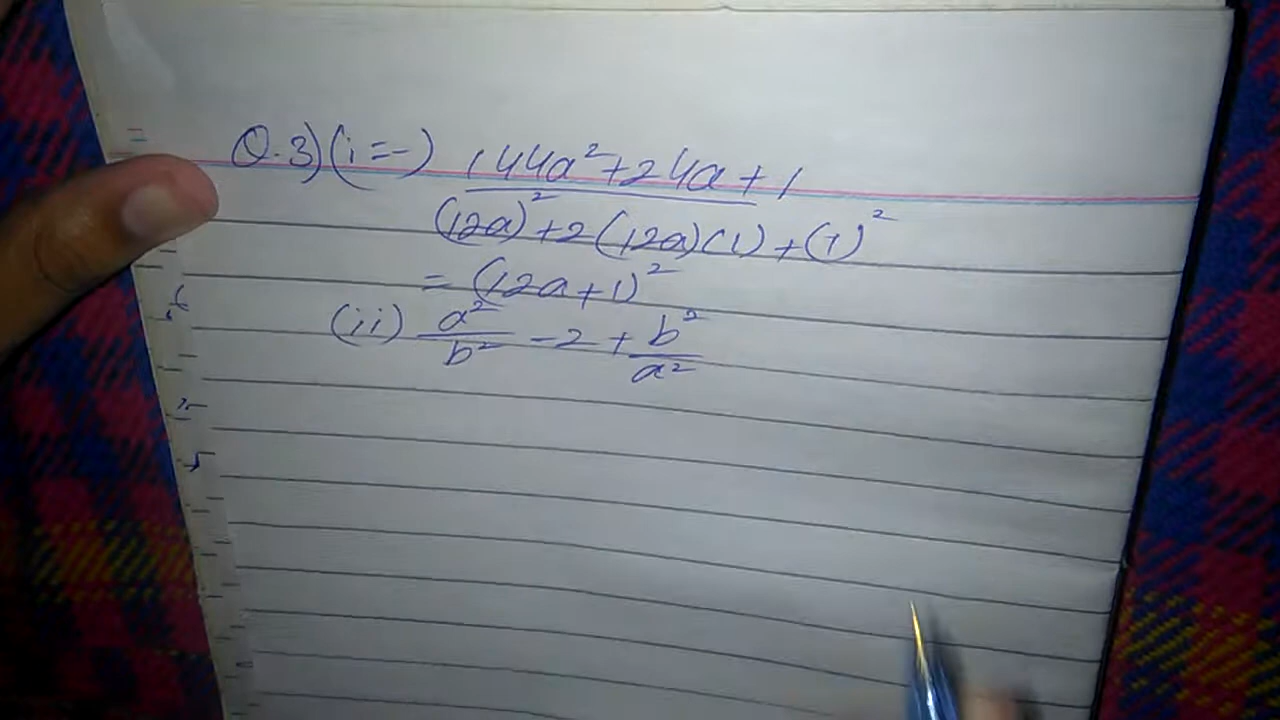 Q.3)(i=-) 144a²+24a+1
(12a)²+2(12a)(1)+(1)²
=(12a+1)²
(ii) a²/b² -2+ b²/a²